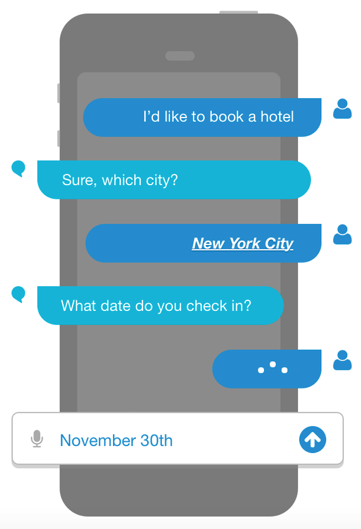 I'd like to book a hotel
Sure, which city?
New York City
What date do you check in?
November 30th